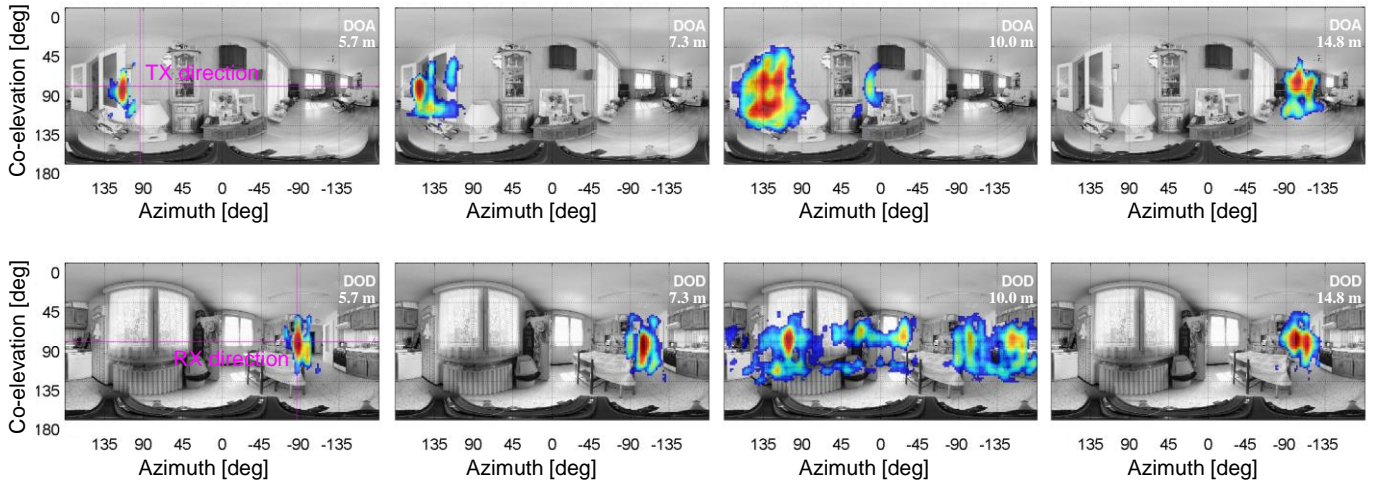 Co-elevation [deg]
0
45
90
135
180
DOA
5.7 m
TX direction
135 90 45 0 -45 -90 -135
Azimuth [deg]
DOA
7.3 m
135 90 45 0 -45 -90 -135
Azimuth [deg]
DOA
10.0 m
135 90 45 0 -45 -90 -135
Azimuth [deg]
DOA
14.8 m
135 90 45 0 -45 -90 -135
Azimuth [deg]
Co-elevation [deg]
0
45
90
135
180
DOD
5.7 m
RX direction
135 90 45 0 -45 -90 -135
Azimuth [deg]
DOD
7.3 m
135 90 45 0 -45 -90 -135
Azimuth [deg]
DOD
10.0 m
135 90 45 0 -45 -90 -135
Azimuth [deg]
DOD
14.8 m
135 90 45 0 -45 -90 -135
Azimuth [deg]